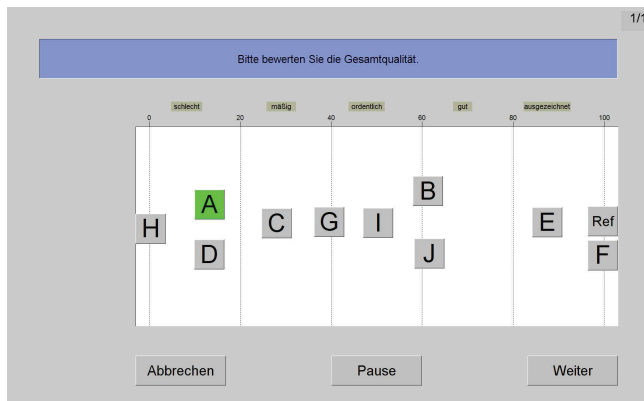 1/1
Bitte bewerten Sie die Gesamtqualität.
schlecht mäßig ordentlich gut ausgezeichnet
0 20 40 60 80 100
A B
H C G I E Ref
D J F
Abbrechen Pause Weiter